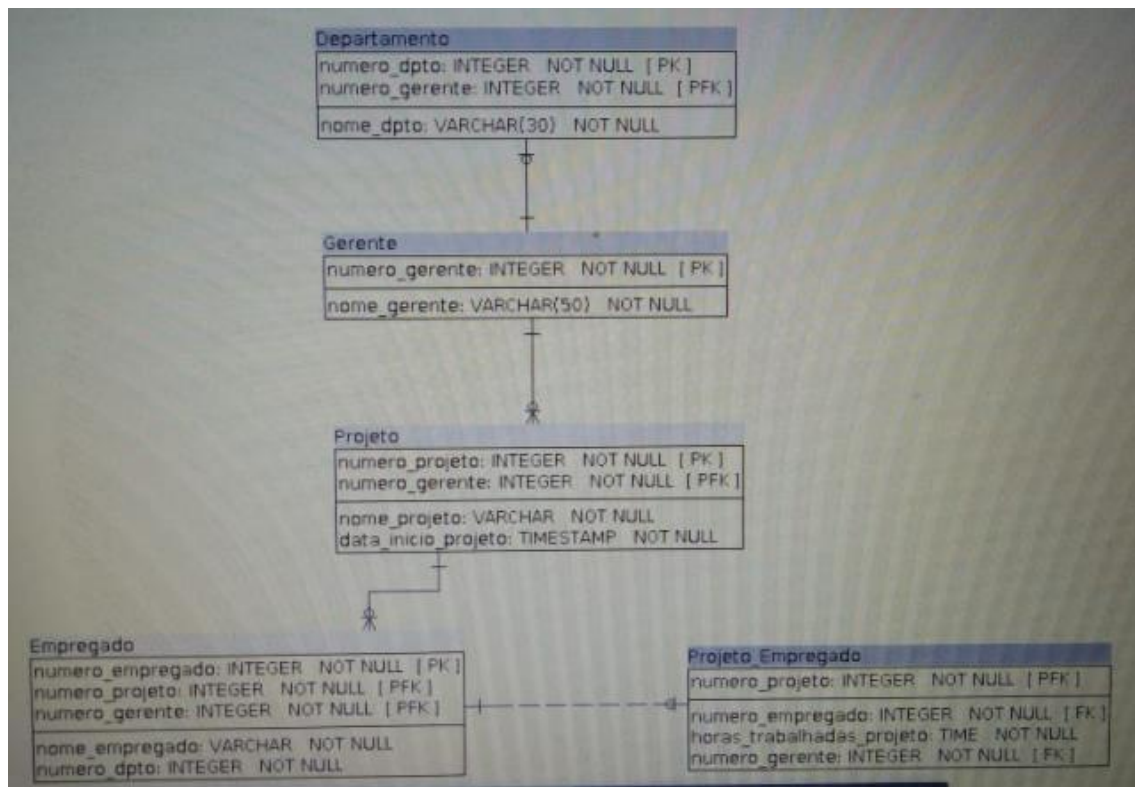 Departamento
numero_dpto: INTEGER NOT NULL [ PK ]
numero_gerente: INTEGER NOT NULL [ PFK ]
nome_dpto: VARCHAR(30) NOT NULL
Gerente
numero_gerente: INTEGER NOT NULL [ PK ]
nome_gerente: VARCHAR(50) NOT NULL
Projeto
numero_projeto: INTEGER NOT NULL [ PK ]
numero_gerente: INTEGER NOT NULL [ PFK ]
nome_projeto: VARCHAR NOT NULL
data_inicio_projeto: TIMESTAMP NOT NULL
Empregado
numero_empregado: INTEGER NOT NULL [ PK ]
numero_projeto: INTEGER NOT NULL [ PFK ]
numero_gerente: INTEGER NOT NULL [ PFK ]
nome_empregado: VARCHAR NOT NULL
numero_dpto: INTEGER NOT NULL
Projeto_Empregado
numero_projeto: INTEGER NOT NULL [ PFK ]
numero_empregado: INTEGER NOT NULL [ FK ]
horas_trabalhadas_projeto: TIME NOT NULL
numero_gerente: INTEGER NOT NULL [ FK ]